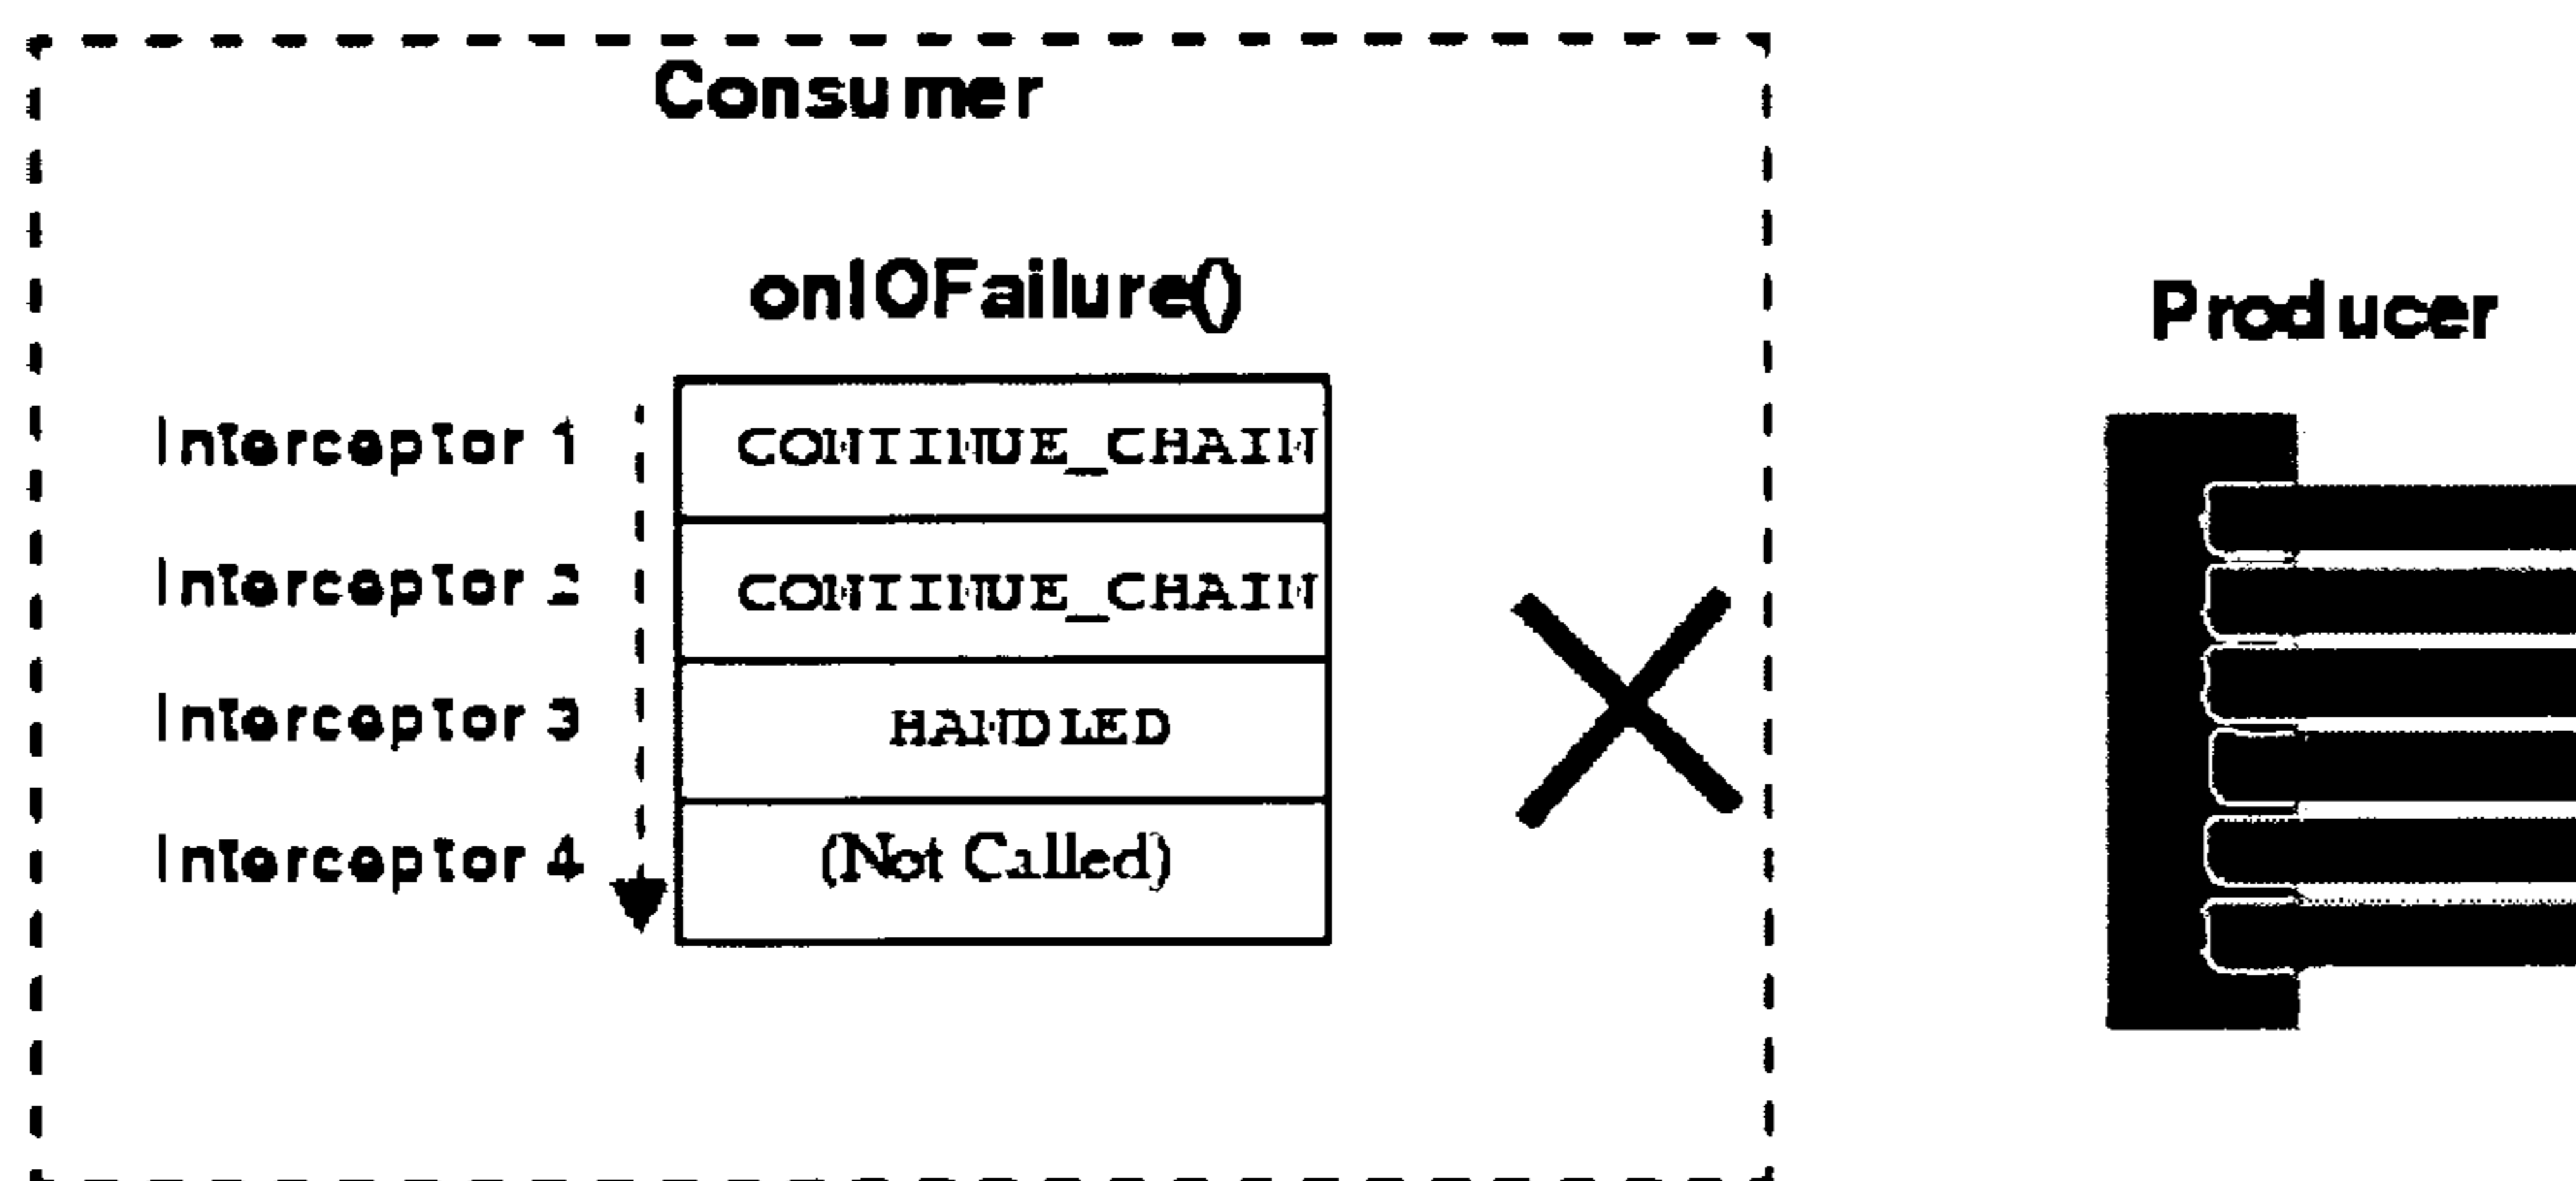 Consumer
onIOFailure()
Producer
Interceptor 1 CONTINUE_CHAIN
Interceptor 2 CONTINUE_CHAIN
Interceptor 3 HANDLED
Interceptor 4 (Not Called)